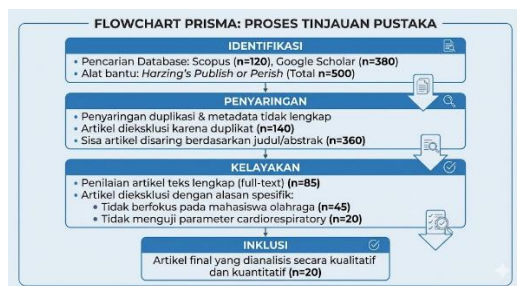 FLOWCHART PRISMA: PROSES TINJAUAN PUSTAKA
IDENTIFIKASI
• Pencarian Database: Scopus (n=120), Google Scholar (n=380)
• Alat bantu: Harzing's Publish or Perish (Total n=500)
PENYARINGAN
• Penyaringan duplikasi & metadata tidak lengkap
• Artikel dieksklusi karena duplikat (n=140)
• Sisa artikel disaring berdasarkan judul/abstrak (n=360)
KELAYAKAN
• Penilaian artikel teks lengkap (full-text) (n=85)
• Artikel dieksklusi dengan alasan spesifik:
• Tidak berfokus pada mahasiswa olahraga (n=45)
• Tidak menguji parameter cardiorespiratory (n=20)
INKLUSI
Artikel final yang dianalisis secara kualitatif
dan kuantitatif (n=20)